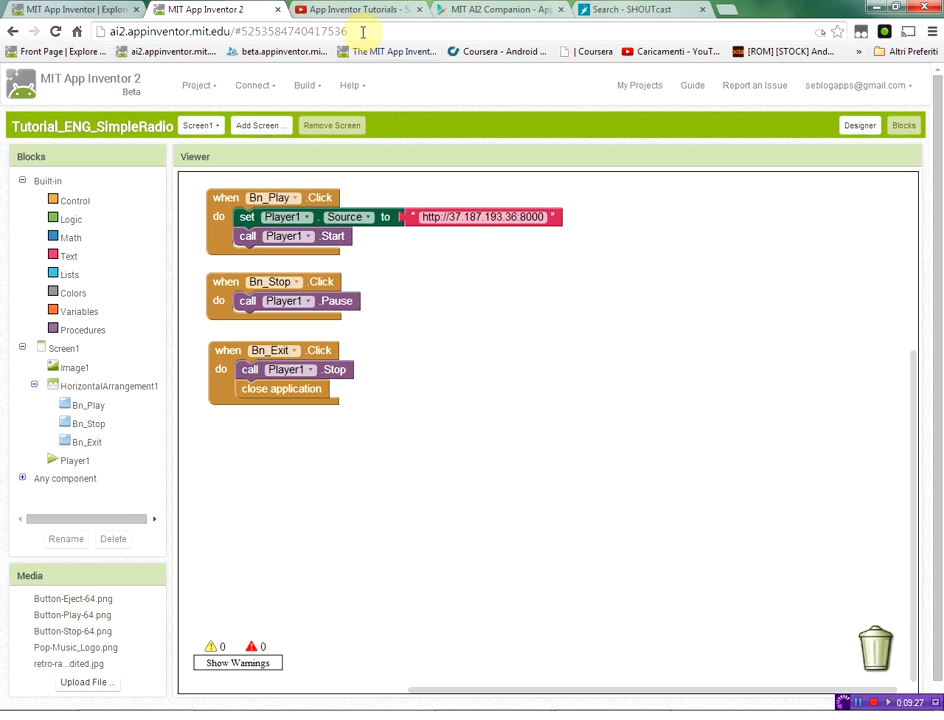 MIT App Inventor | Explor
MIT App Inventor 2
App Inventor Tutorials - S
MIT AI2 Companion - App
Search - SHOUTcast
ai2.appinventor.mit.edu/#5253584740417536
Front Page | Explore ...
ai2.appinventor.mit...
beta.appinventor.mi...
The MIT App Invent...
Coursera - Android ...
| Coursera
Caricamenti - YouT...
[ROM] [STOCK] And...
»
Altri Preferiti
MIT App Inventor 2
Beta
Project
Connect
Build
Help
My Projects
Guide
Report an Issue
seblogapps@gmail.com
Tutorial_ENG_SimpleRadio
Screen1
Add Screen ...
Remove Screen
Designer
Blocks
Blocks
Viewer
Built-in
Control
Logic
Math
Text
Lists
Colors
Variables
Procedures
Screen1
Image1
HorizontalArrangement1
Bn_Play
Bn_Stop
Bn_Exit
Player1
Any component
Rename
Delete
Media
Button-Eject-64.png
Button-Play-64.png
Button-Stop-64.png
Pop-Music_Logo.png
retro-ra...dited.jpg
Upload File ...
when Bn_Play .Click
do set Player1 . Source to " http://37.187.193.36:8000 "
call Player1 .Start
when Bn_Stop .Click
do call Player1 .Pause
when Bn_Exit .Click
do call Player1 .Stop
close application
0 0
Show Warnings
0:09:27